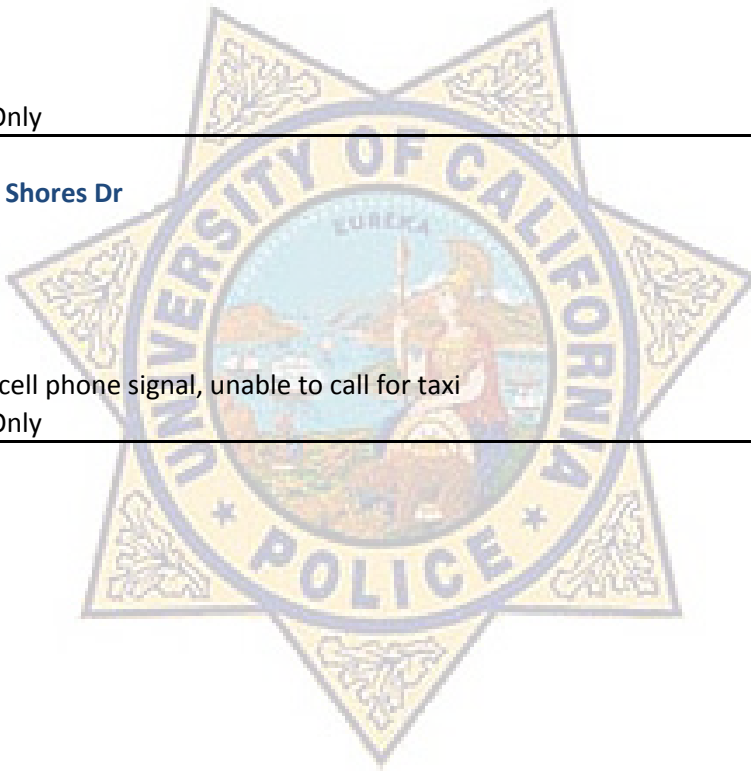 Only
Shores Dr
cell phone signal, unable to call for taxi
Only
UNIVERSITY OF CALIFORNIA
EUREKA
POLICE